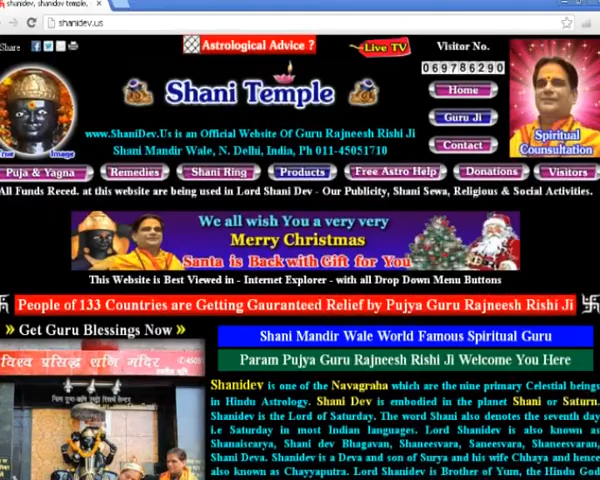 shanidev, shanidev temple,
shanidev.us
Share
Print
Astrological Advice ?
Live TV
Visitor No.
069786290
Shani Temple
Home
Guru Ji
Contact
True Image
Spiritual
Counsultation
www.ShaniDev.Us is an Official Website Of Guru Rajneesh Rishi Ji
Shani Mandir Wale, N. Delhi, India, Ph 011-45051710
Puja & Yagna
Remedies
Shani Ring
Products
Free Astro Help
Donations
Visitors
All Funds Reced. at this website are being used in Lord Shani Dev - Our Publicity, Shani Sewa, Religious & Social Activities.
We all wish You a very very
Merry Christmas
Santa is Back with Gift for You
This Website is Best Viewed in - Internet Explorer - with all Drop Down Menu Buttons
People of 133 Countries are Getting Gauranteed Relief by Pujya Guru Rajneesh Rishi Ji
» Get Guru Blessings Now »
Shani Mandir Wale World Famous Spiritual Guru
Param Pujya Guru Rajneesh Rishi Ji Welcome You Here
विश्व प्रसिद्ध शनि मंदिर
Shanidev is one of the Navagraha which are the nine primary Celestial beings
in Hindu Astrology. Shani Dev is embodied in the planet Shani or Saturn.
Shanidev is the Lord of Saturday. The word Shani also denotes the seventh day
i.e Saturday in most Indian languages. Lord Shanidev is also known as
Shanaiscarya, Shani dev Bhagavan, Shaneesvara, Saneesvara, Shaneesvaran,
Shani Deva. Shanidev is a Deva and son of Surya and his wife Chhaya and hence
also known as Chayyaputra. Lord Shanidev is Brother of Yum, the Hindu God